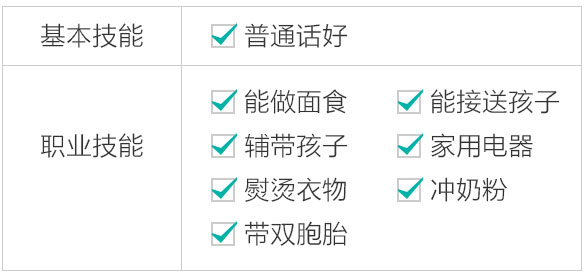 基本技能 普通话好
职业技能
能做面食 能接送孩子
辅带孩子 家用电器
熨烫衣物 冲奶粉
带双胞胎